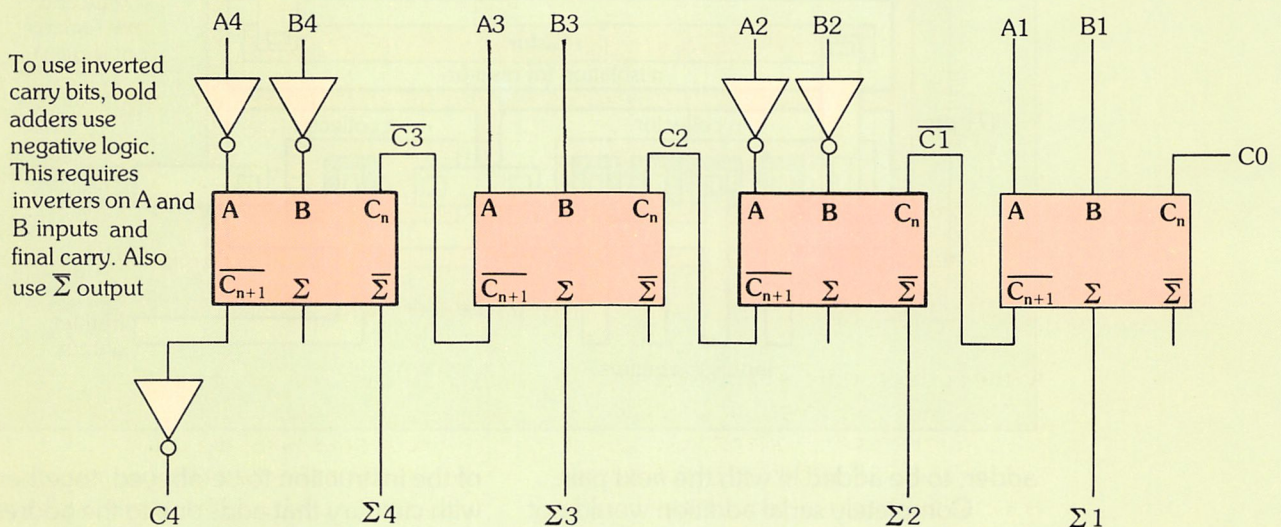 A4 B4 A3 B3 A2 B2 A1 B1
To use inverted
carry bits, bold
adders use
negative logic.
This requires
inverters on A and
B inputs and
final carry. Also
use Σ̅ output
C̅3̅ C2 C̅1̅ C0
A B Cₙ A B Cₙ A B Cₙ A B Cₙ
C̅ₙ₊₁ Σ Σ̅ C̅ₙ₊₁ Σ Σ̅ C̅ₙ₊₁ Σ Σ̅ C̅ₙ₊₁ Σ Σ̅
C4 Σ4 Σ3 Σ2 Σ1